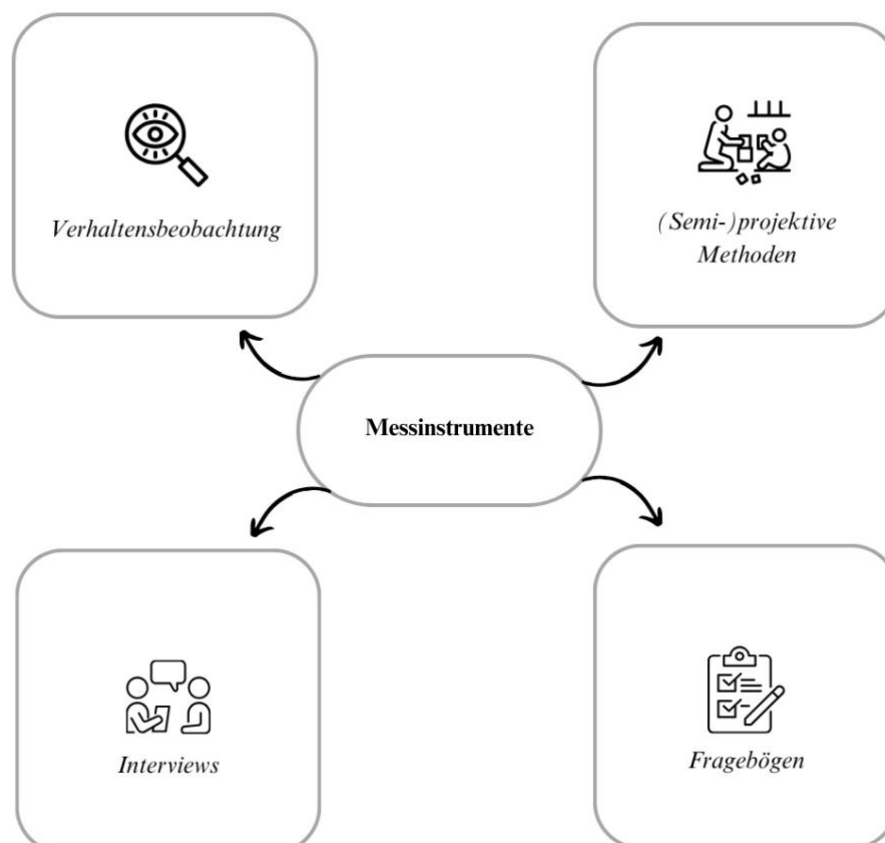 Verhaltensbeobachtung
(Semi-)projektive
Methoden
Messinstrumente
Interviews
Fragebögen